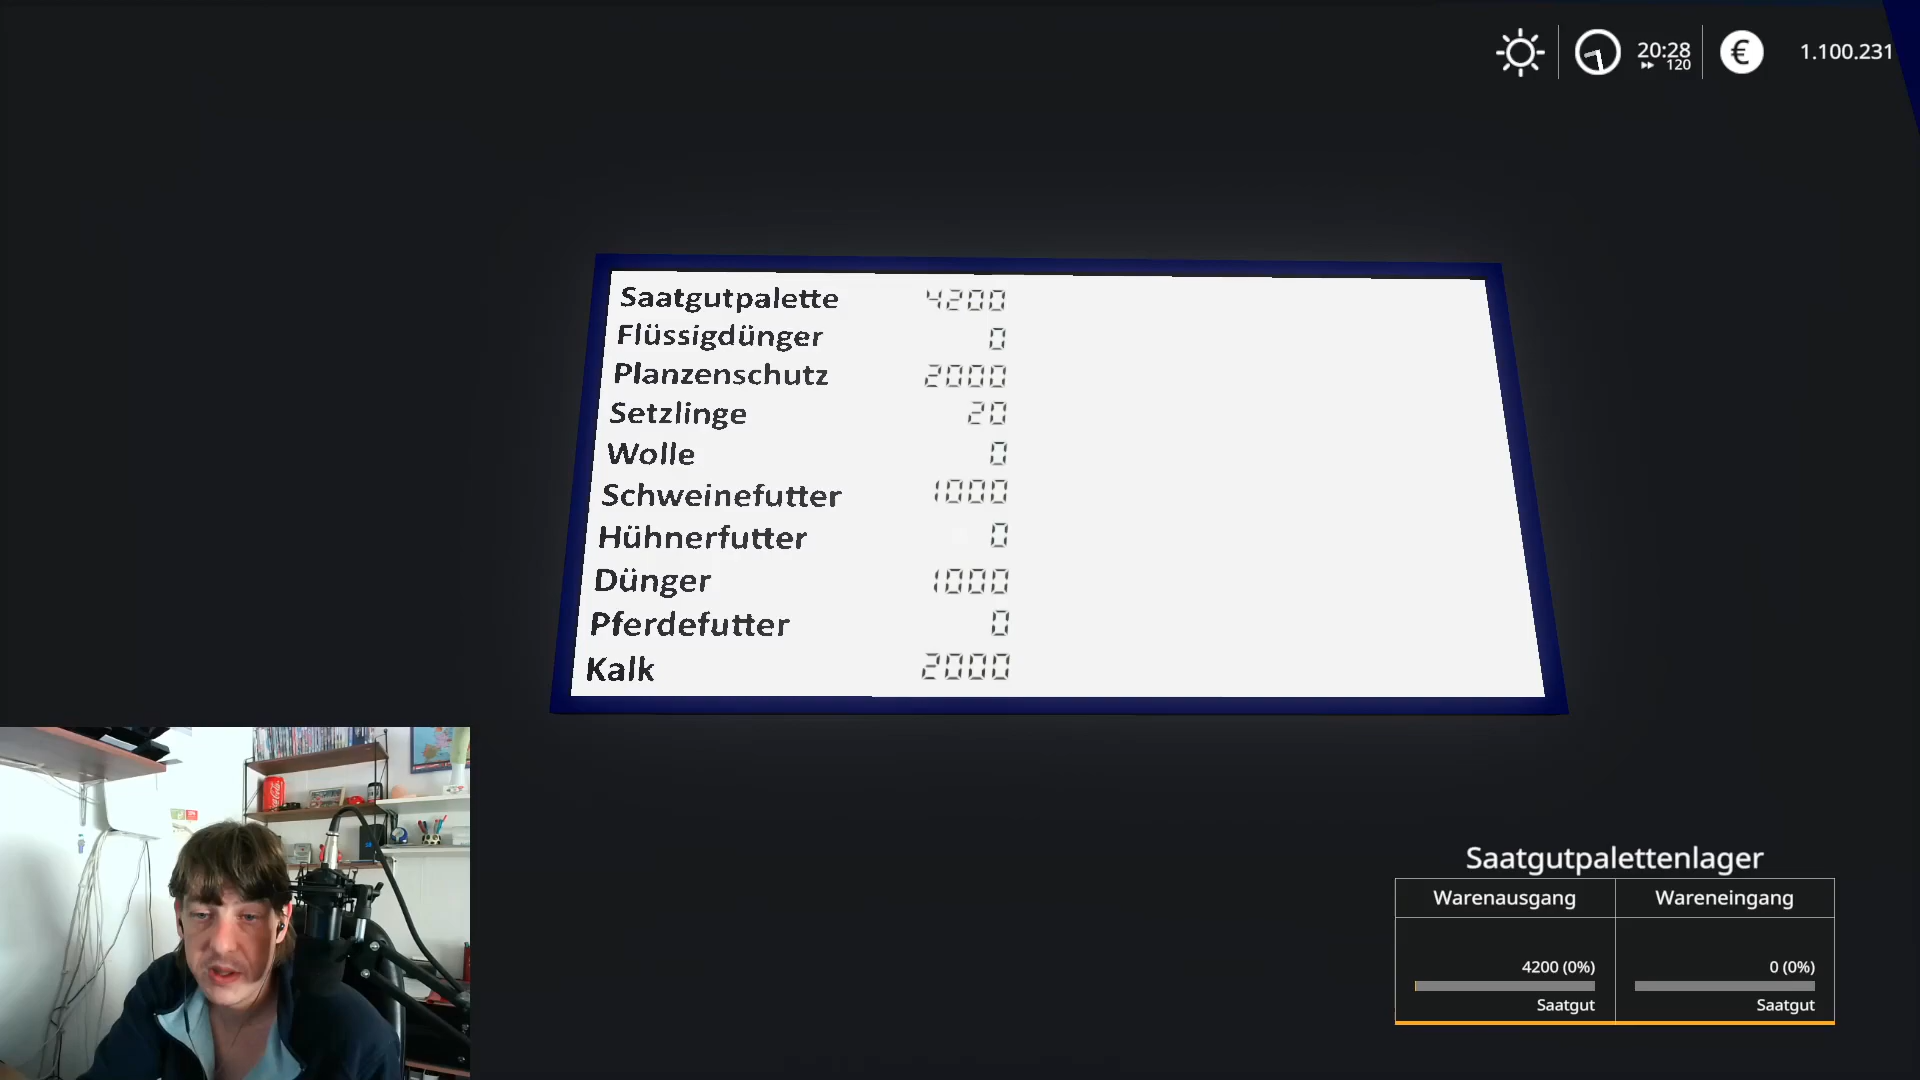 20:28
120
€
1.100.231
Saatgutpalette 4200
Flüssigdünger 0
Planzenschutz 2000
Setzlinge 20
Wolle 0
Schweinefutter 1000
Hühnerfutter 0
Dünger 1000
Pferdefutter 0
Kalk 2000
Saatgutpalettenlager
Warenausgang Wareneingang
4200 (0%) 0 (0%)
Saatgut Saatgut